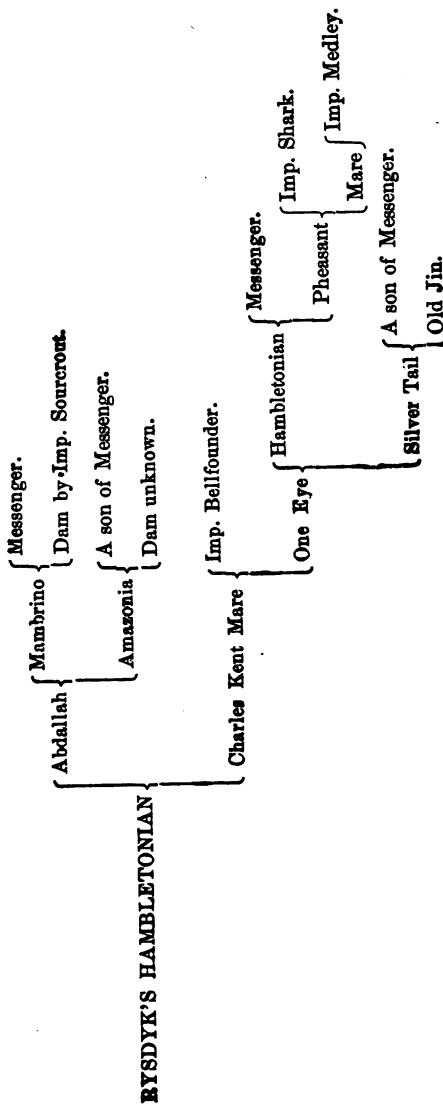 Messenger.
Mambrino
Abdallah Dam by Imp. Sourcrout.
A son of Messenger.
Amazonia
RYSDYK'S HAMBLETONIAN Dam unknown.
Imp. Bellfounder.
Charles Kent Mare
Messenger.
Hambletonian
Imp. Shark.
One Eye
Pheasant
Imp. Medley.
Mare
A son of Messenger.
Silver Tail
Old Jin.